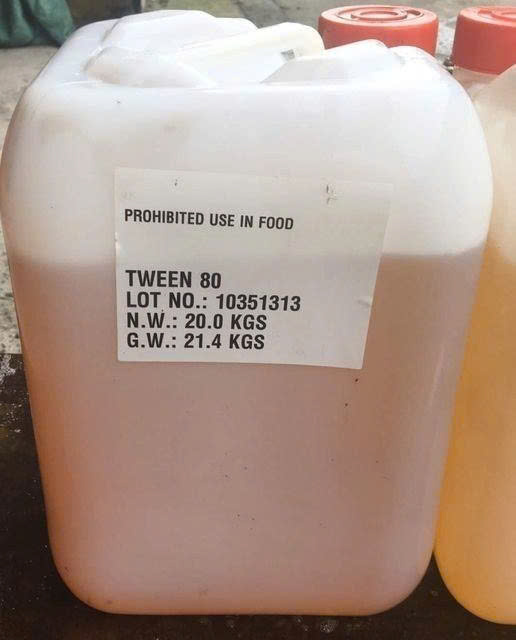 PROHIBITED USE IN FOOD
TWEEN 80
LOT NO.: 10351313
N.W.: 20.0 KGS
G.W.: 21.4 KGS